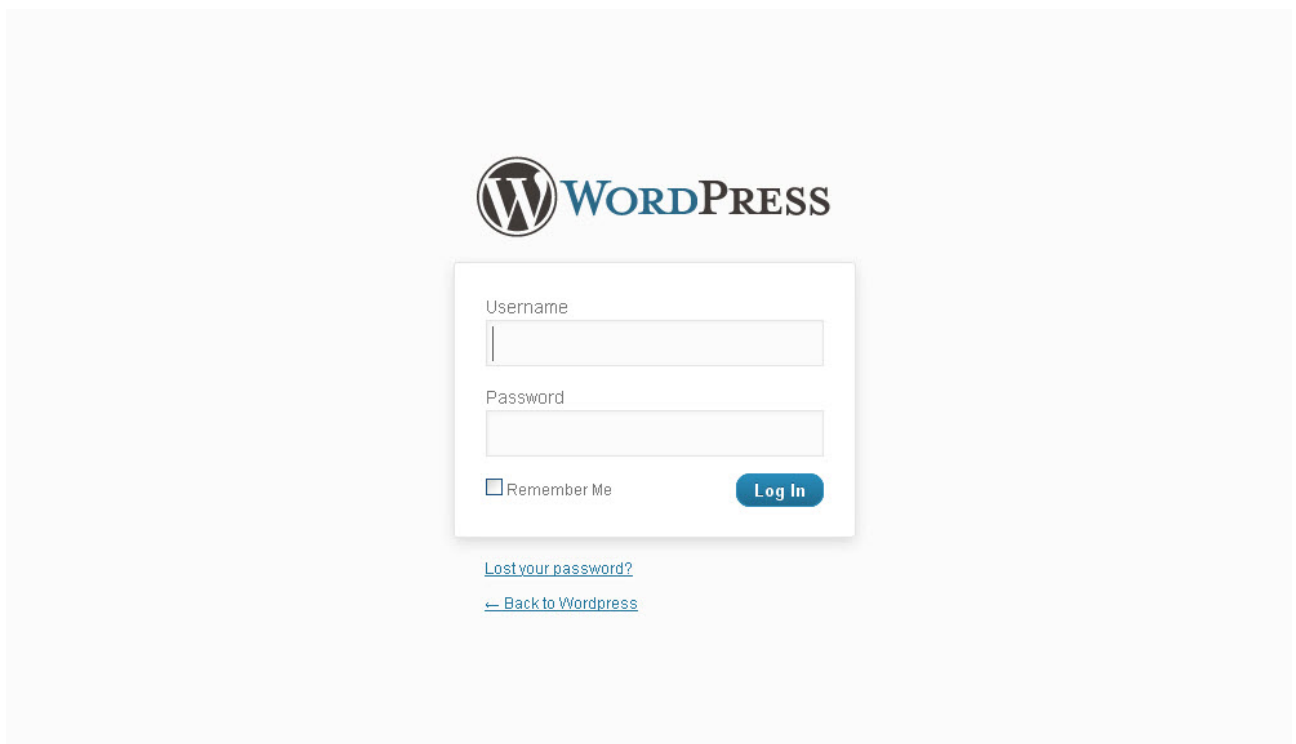 WORDPRESS
Username
Password
Remember Me
Log In
Lost your password?
← Back to Wordpress